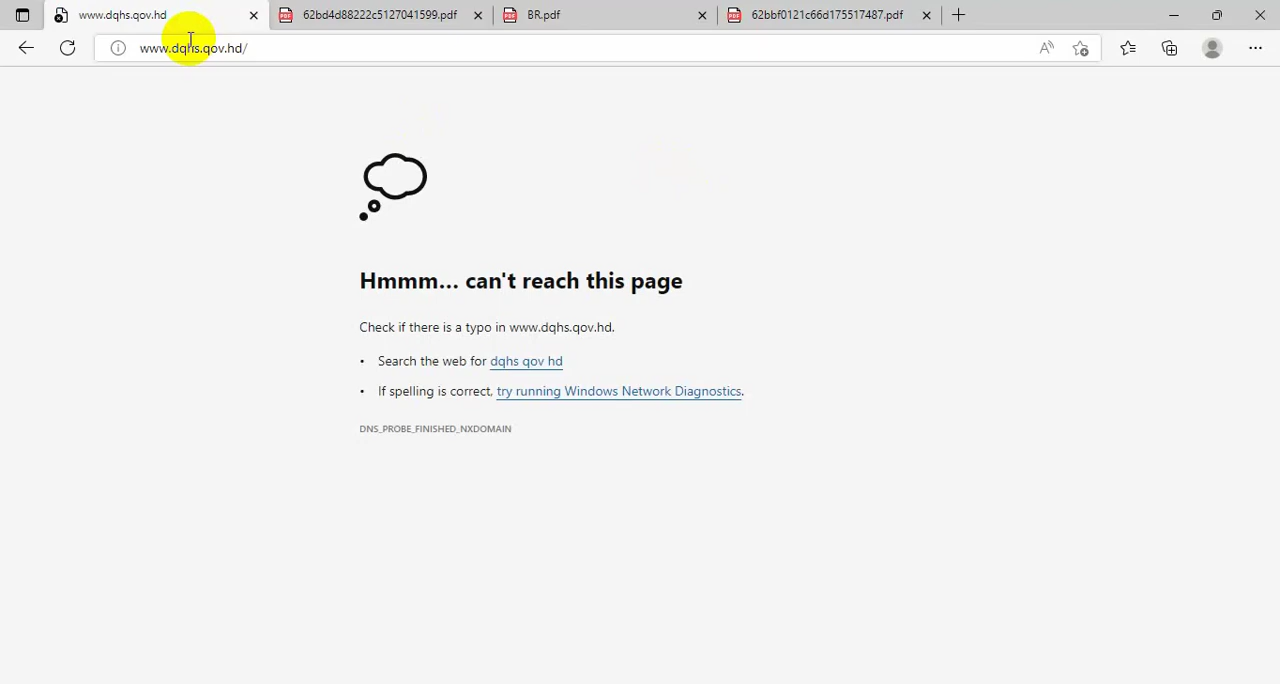 www.dqhs.qov.hd
62bd4d88222c5127041599.pdf
BR.pdf
62bbf0121c66d175517487.pdf
www.dqhs.qov.hd/
Hmmm... can't reach this page
Check if there is a typo in www.dqhs.qov.hd.
• Search the web for dqhs qov hd
• If spelling is correct, try running Windows Network Diagnostics.
DNS_PROBE_FINISHED_NXDOMAIN